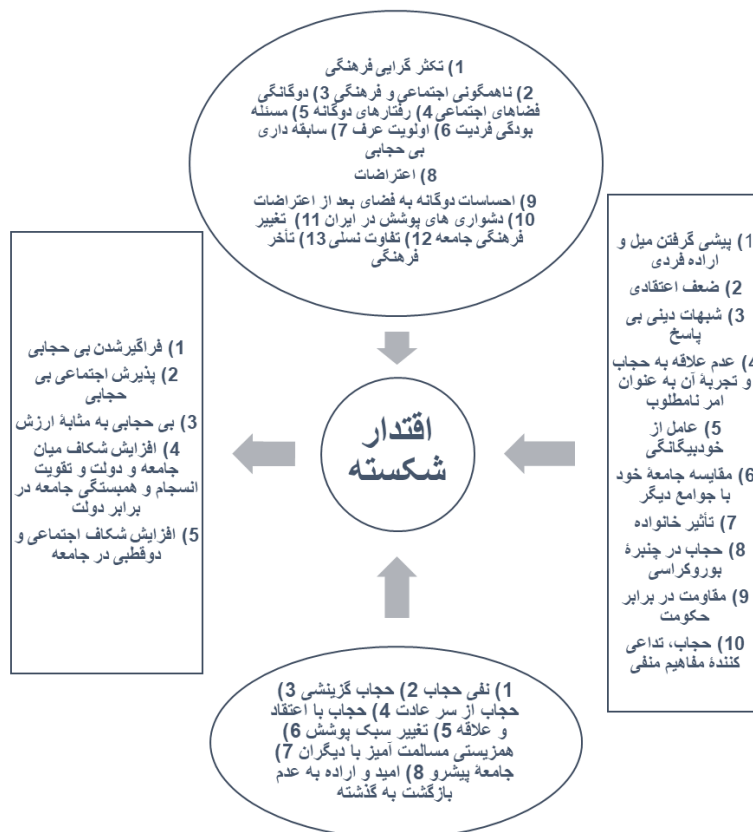 1) تکثر گرایی فرهنگی
2) ناهمگونی اجتماعی و فرهنگی 3) دوگانگی
فضاهای اجتماعی 4) رفتارهای دوگانه 5) مسئله
بودگی فردیت 6) اولویت عرف 7) سابقه داری
بی حجابی
8) اعتراضات
9) احساسات دوگانه به فضای بعد از اعتراضات
10) دشواری های پوشش در ایران 11) تغییر
فرهنگی جامعه 12) تفاوت نسلی 13) تأخر
فرهنگی
1) پیشی گرفتن میل و
اراده فردی
2) ضعف اعتقادی
3) شبهات دینی بی
پاسخ
4) عدم علاقه به حجاب
و تجربهٔ آن به عنوان
امر نامطلوب
5) عامل از
خودبیگانگی
6) مقایسه جامعهٔ خود
با جوامع دیگر
7) تأثیر خانواده
8) حجاب در چنبرهٔ
بوروکراسی
9) مقاومت در برابر
حکومت
10) حجاب، تداعی
کنندهٔ مفاهیم منفی
اقتدار
شکسته
1) فراگیرشدن بی حجابی
2) پذیرش اجتماعی بی
حجابی
3) بی حجابی به مثابهٔ ارزش
4) افزایش شکاف میان
جامعه و دولت و تقویت
انسجام و همبستگی جامعه در
برابر دولت
5) افزایش شکاف اجتماعی و
دوقطبی در جامعه
1) نفی حجاب 2) حجاب گزینشی 3)
حجاب از سر عادت 4) حجاب با اعتقاد
و علاقه 5) تغییر سبک پوشش 6)
همزیستی مسالمت آمیز با دیگران 7)
جامعهٔ پیشرو 8) امید و اراده به عدم
بازگشت به گذشته